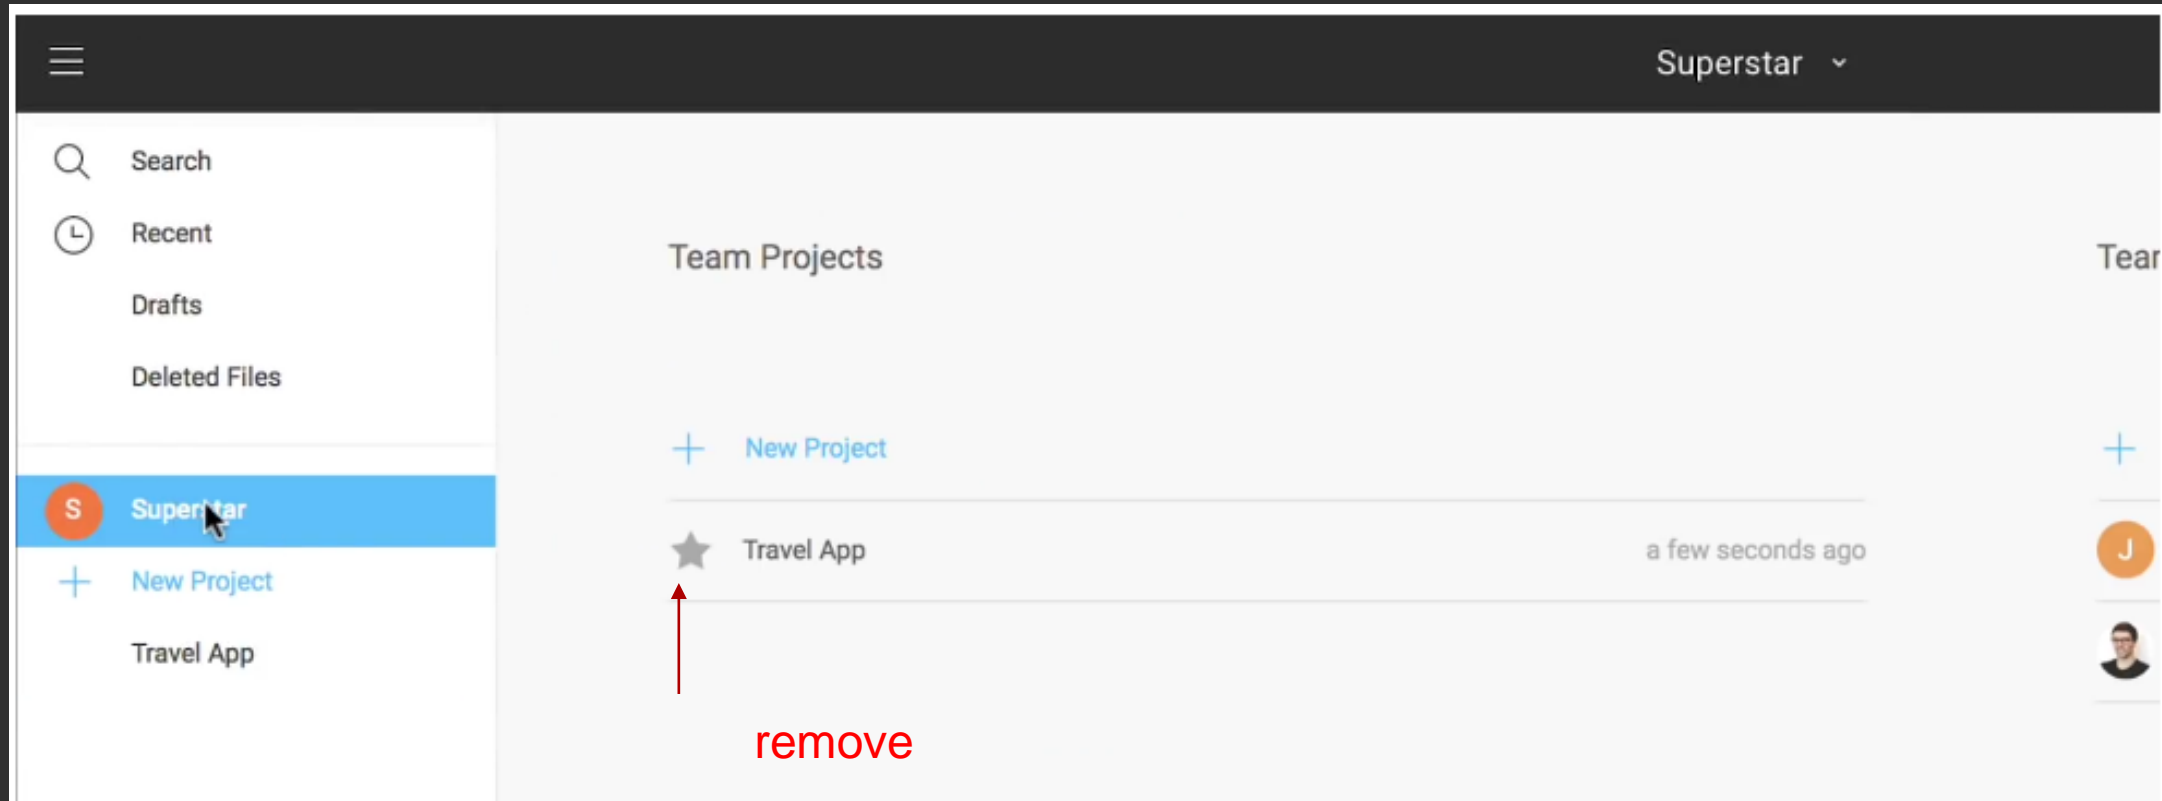 Superstar
Search
Recent
Drafts
Deleted Files
S Superstar
New Project
Travel App
Team Projects
New Project
Travel App a few seconds ago
remove
J